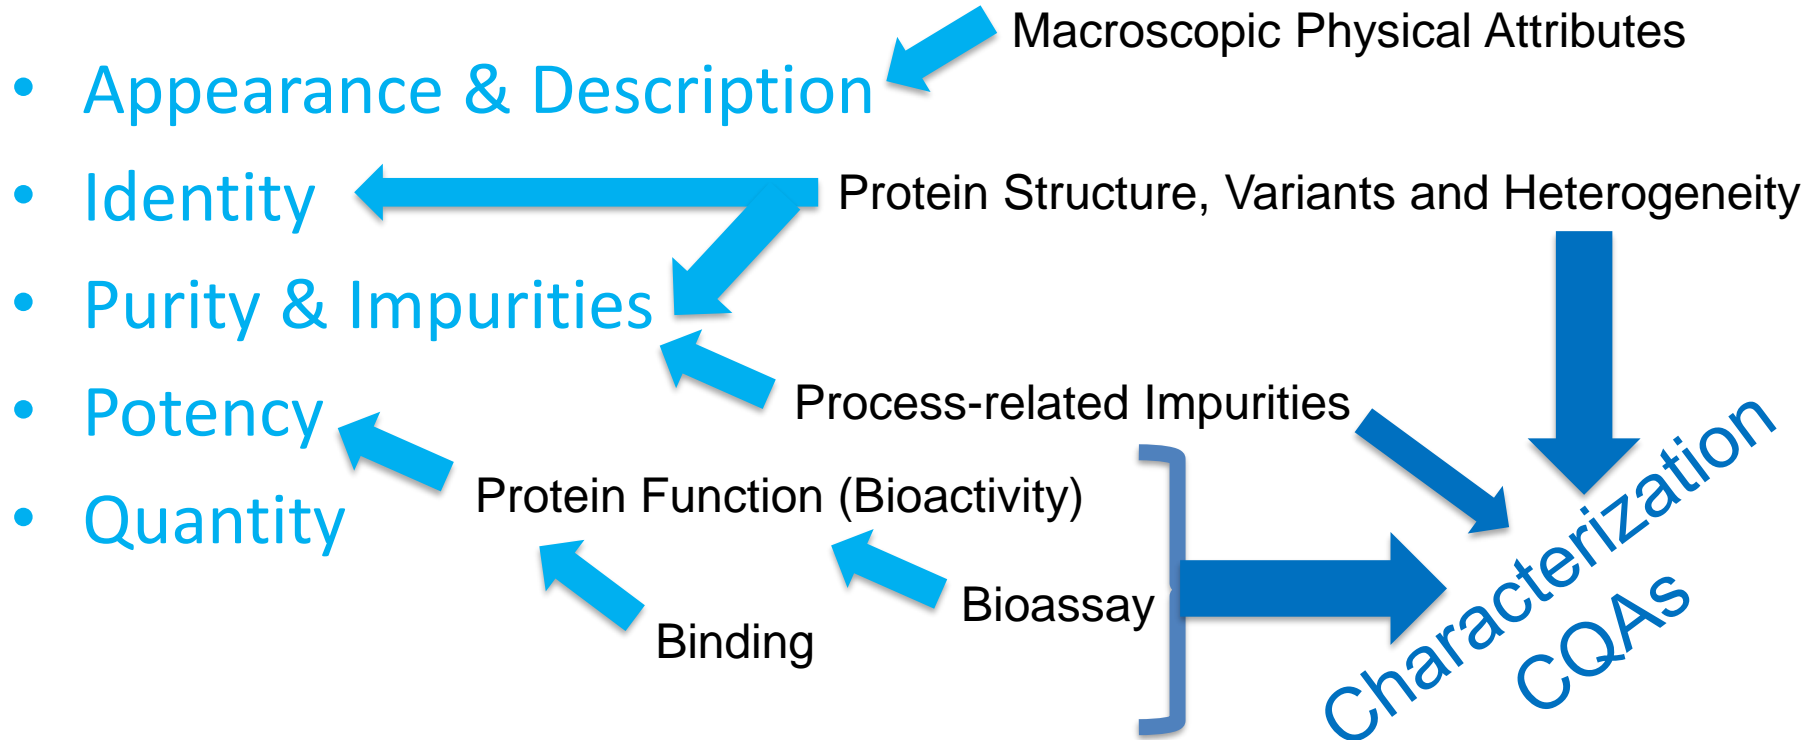 Macroscopic Physical Attributes
• Appearance & Description
• Identity
Protein Structure, Variants and Heterogeneity
• Purity & Impurities
Process-related Impurities
• Potency
Protein Function (Bioactivity)
• Quantity
Bioassay
Binding
Characterization
CQAs